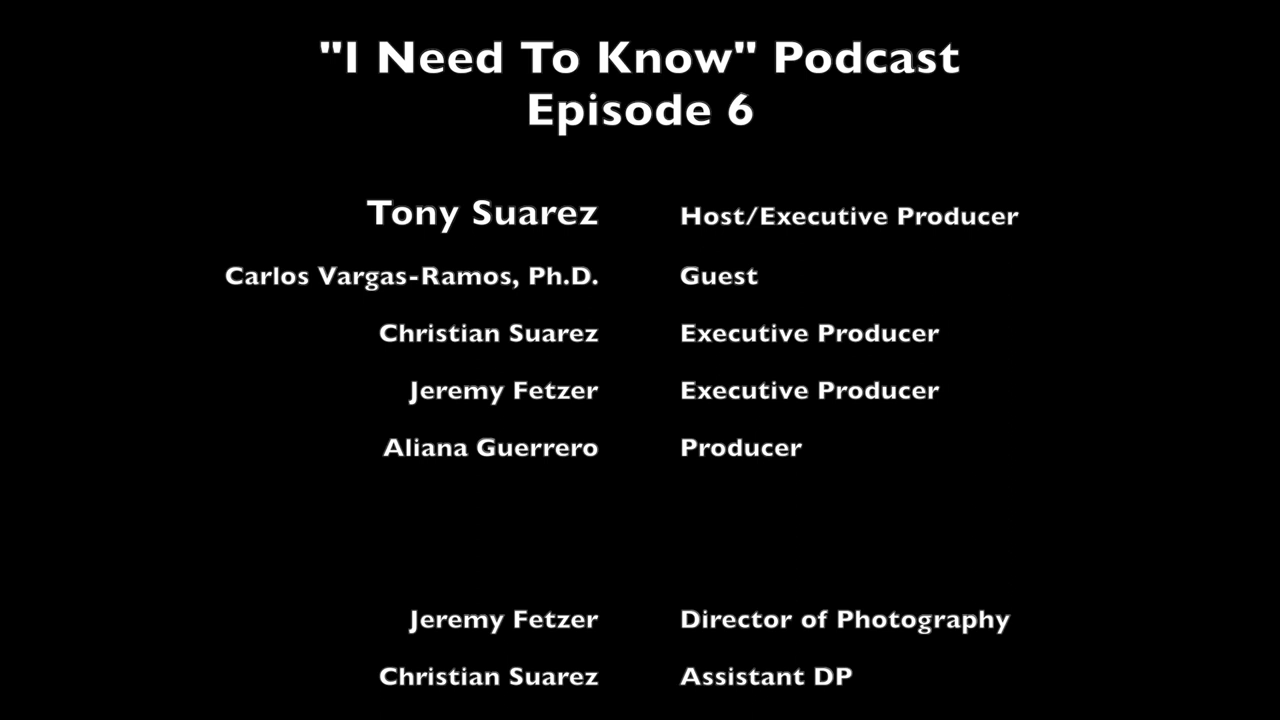 "I Need To Know" Podcast
Episode 6
Tony Suarez Host/Executive Producer
Carlos Vargas-Ramos, Ph.D. Guest
Christian Suarez Executive Producer
Jeremy Fetzer Executive Producer
Aliana Guerrero Producer
Jeremy Fetzer Director of Photography
Christian Suarez Assistant DP